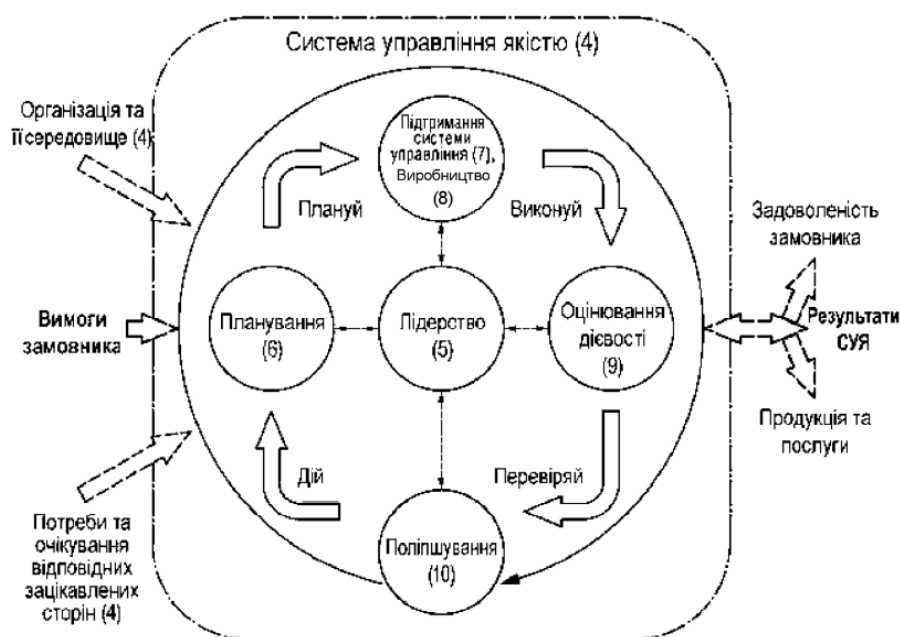 Система управління якістю (4)
Організація та
її середовище (4)
Підтримання
системи
управління (7),
Виробництво
(8)
Плануй
Виконуй
Задоволеність
замовника
Вимоги
замовника
Планування
(6)
Лідерство
(5)
Оцінювання
дієвості
(9)
Результати
СУЯ
Продукція та
послуги
Дій
Перевіряй
Потреби та
очікування
відповідних
зацікавлених
сторін (4)
Поліпшування
(10)